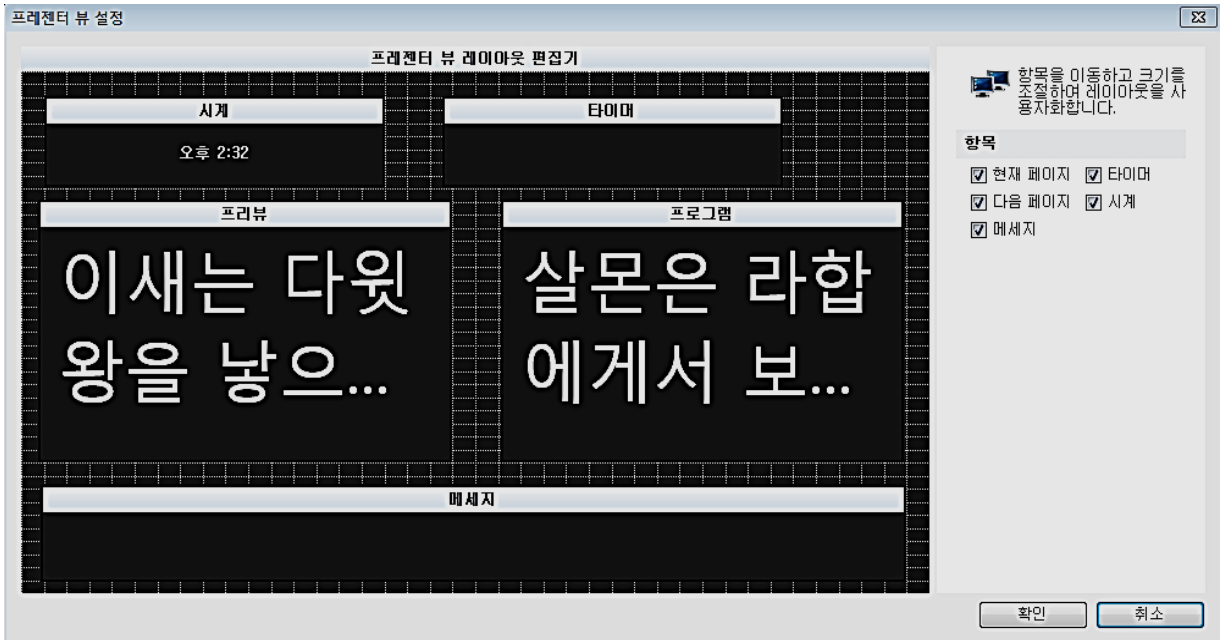 프레젠터 뷰 설정
프레젠터 뷰 레이아웃 편집기
시계
오후 2:32
타이머
프리뷰
이새는 다윗
왕을 낳으...
프로그램
살몬은 라합
에게서 보...
메세지
항목을 이동하고 크기를
조절하여 레이아웃을 사
용자화합니다.
항목
현재 페이지 타이머
다음 페이지 시계
메세지
확인 취소